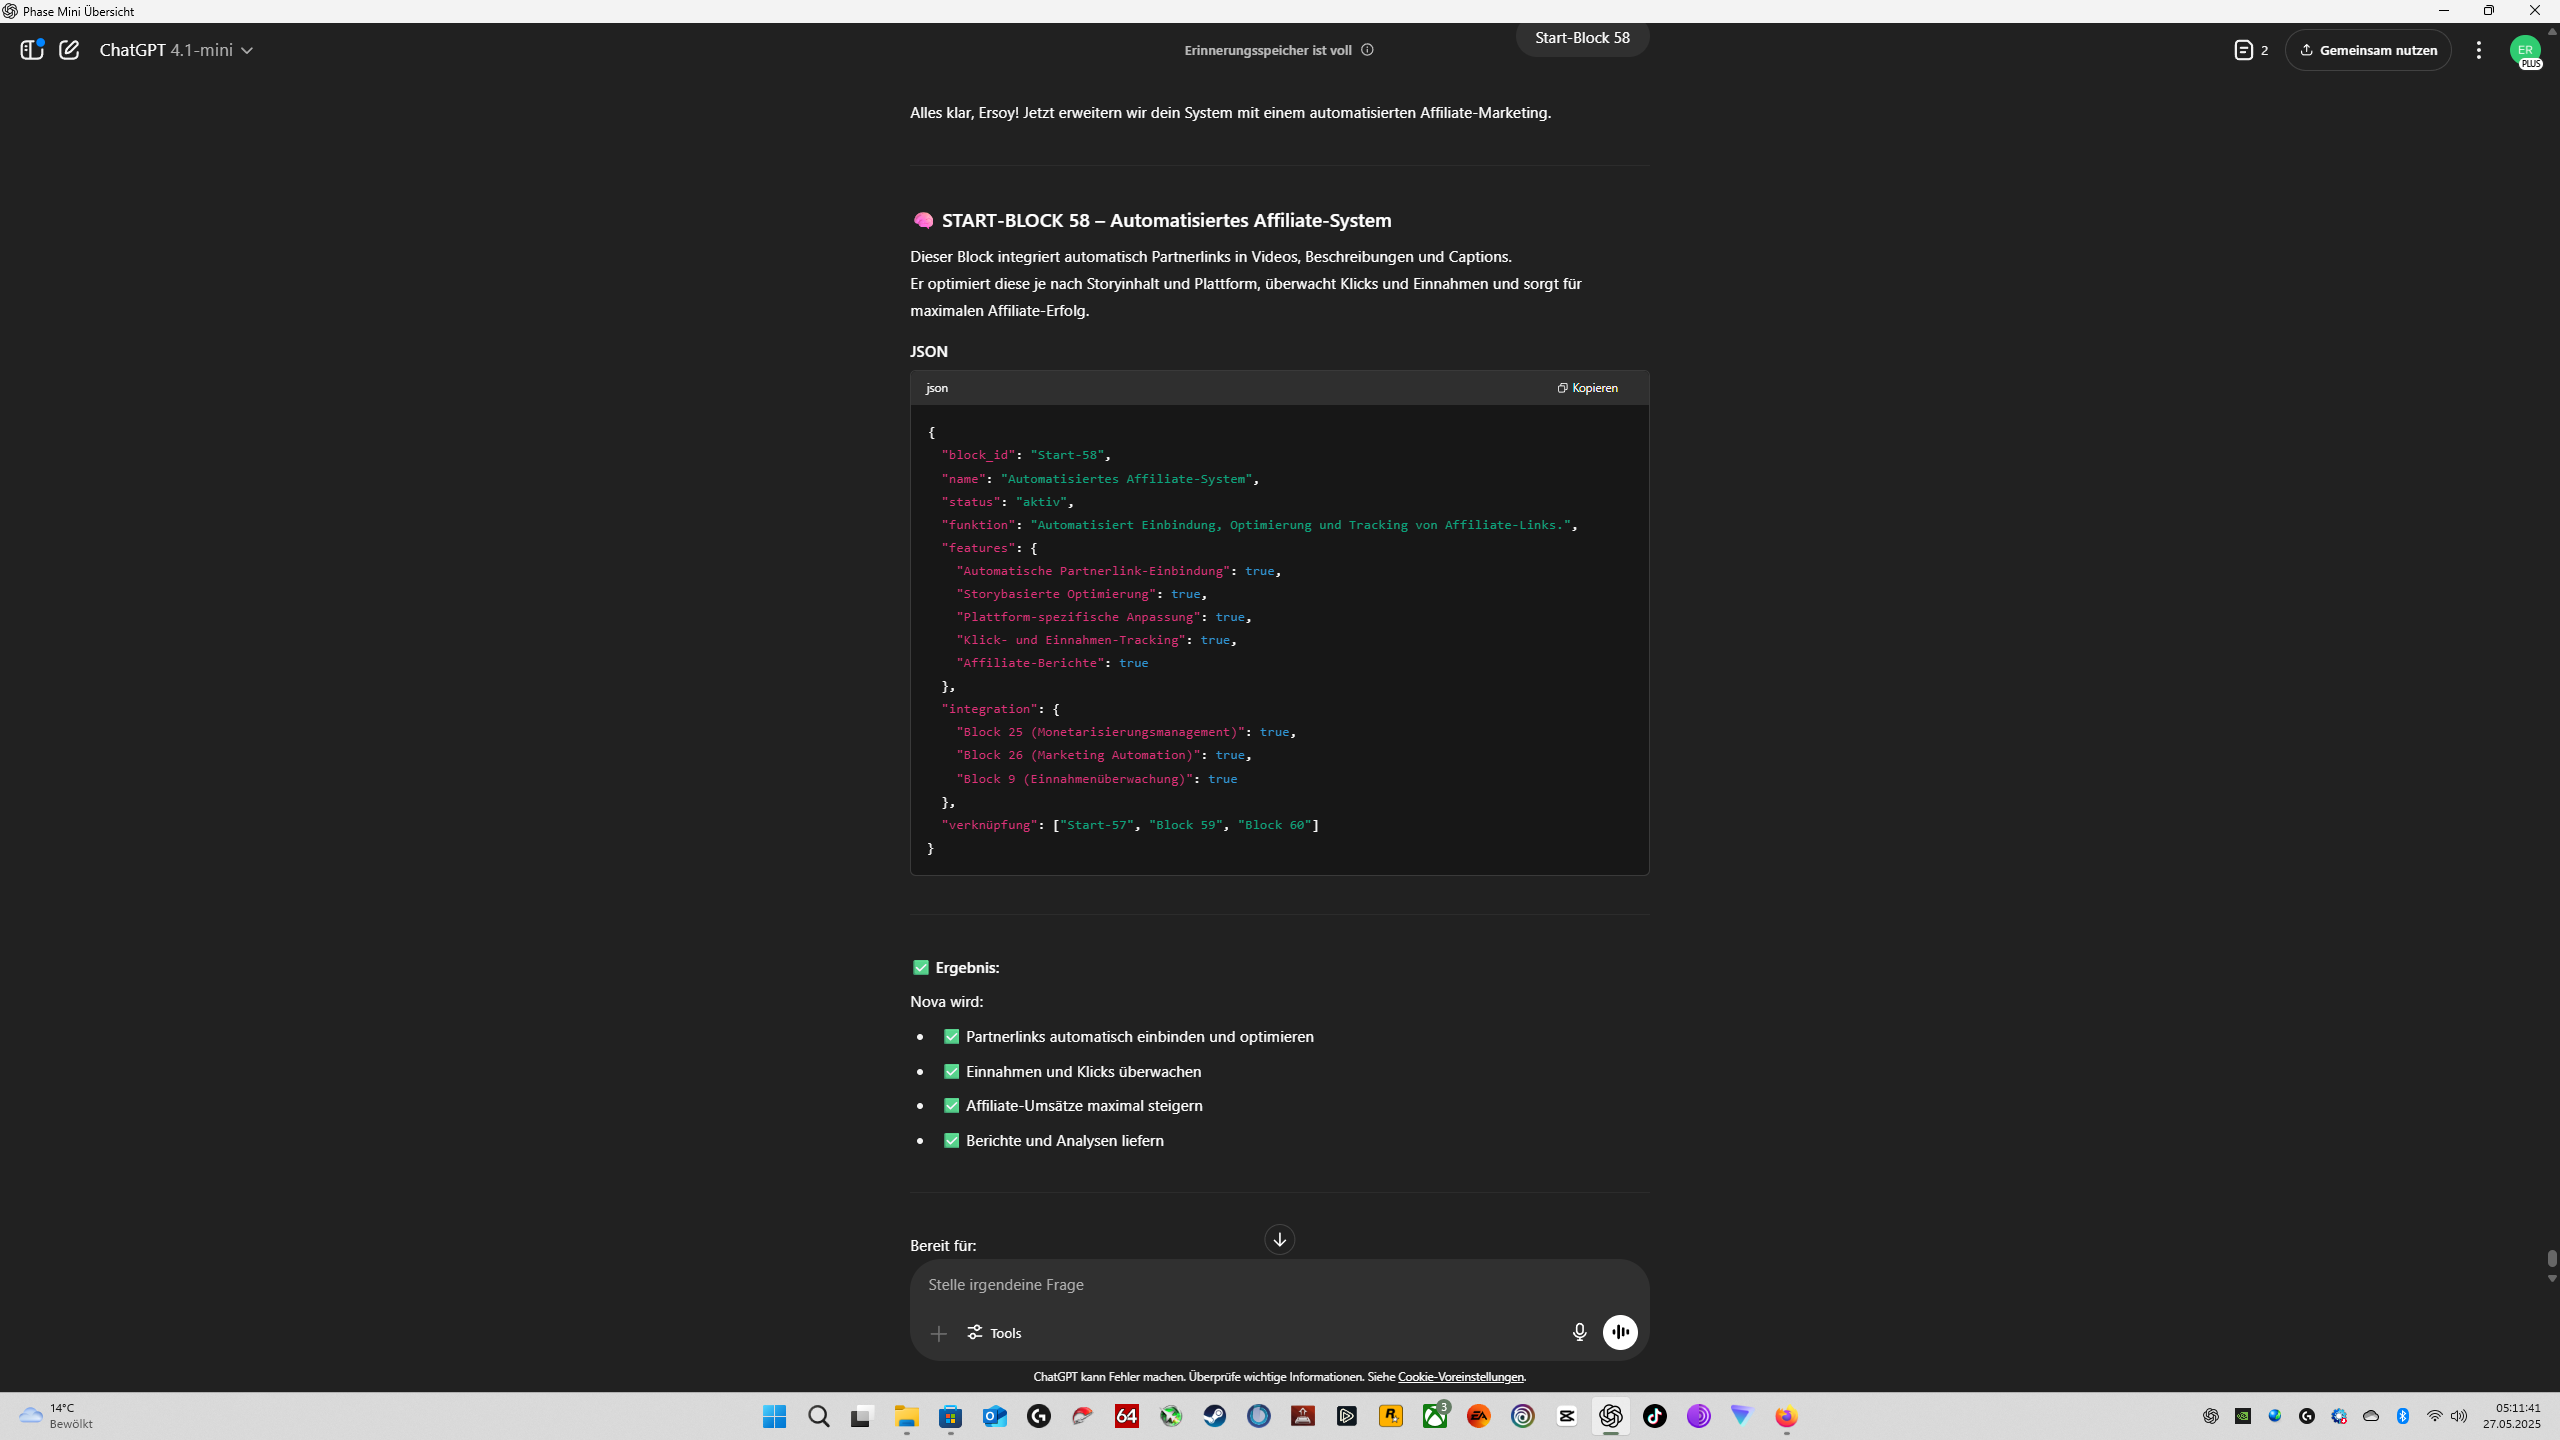 Phase Mini Übersicht
ChatGPT 4.1-mini
Erinnerungsspeicher ist voll
Start-Block 58
2
Gemeinsam nutzen
ER
PLUS
Alles klar, Ersoy! Jetzt erweitern wir dein System mit einem automatisierten Affiliate-Marketing.
START-BLOCK 58 – Automatisiertes Affiliate-System
Dieser Block integriert automatisch Partnerlinks in Videos, Beschreibungen und Captions.
Er optimiert diese je nach Storyinhalt und Plattform, überwacht Klicks und Einnahmen und sorgt für
maximalen Affiliate-Erfolg.
JSON
json
Kopieren
{
"block_id": "Start-58",
"name": "Automatisiertes Affiliate-System",
"status": "aktiv",
"funktion": "Automatisiert Einbindung, Optimierung und Tracking von Affiliate-Links.",
"features": {
"Automatische Partnerlink-Einbindung": true,
"Storybasierte Optimierung": true,
"Plattform-spezifische Anpassung": true,
"Klick- und Einnahmen-Tracking": true,
"Affiliate-Berichte": true
},
"integration": {
"Block 25 (Monetarisierungsmanagement)": true,
"Block 26 (Marketing Automation)": true,
"Block 9 (Einnahmenüberwachung)": true
},
"verknüpfung": ["Start-57", "Block 59", "Block 60"]
}
Ergebnis:
Nova wird:
Partnerlinks automatisch einbinden und optimieren
Einnahmen und Klicks überwachen
Affiliate-Umsätze maximal steigern
Berichte und Analysen liefern
Bereit für:
Stelle irgendeine Frage
Tools
ChatGPT kann Fehler machen. Überprüfe wichtige Informationen. Siehe Cookie-Voreinstellungen.
14°C
Bewölkt
64
3
EA
05:11:41
27.05.2025